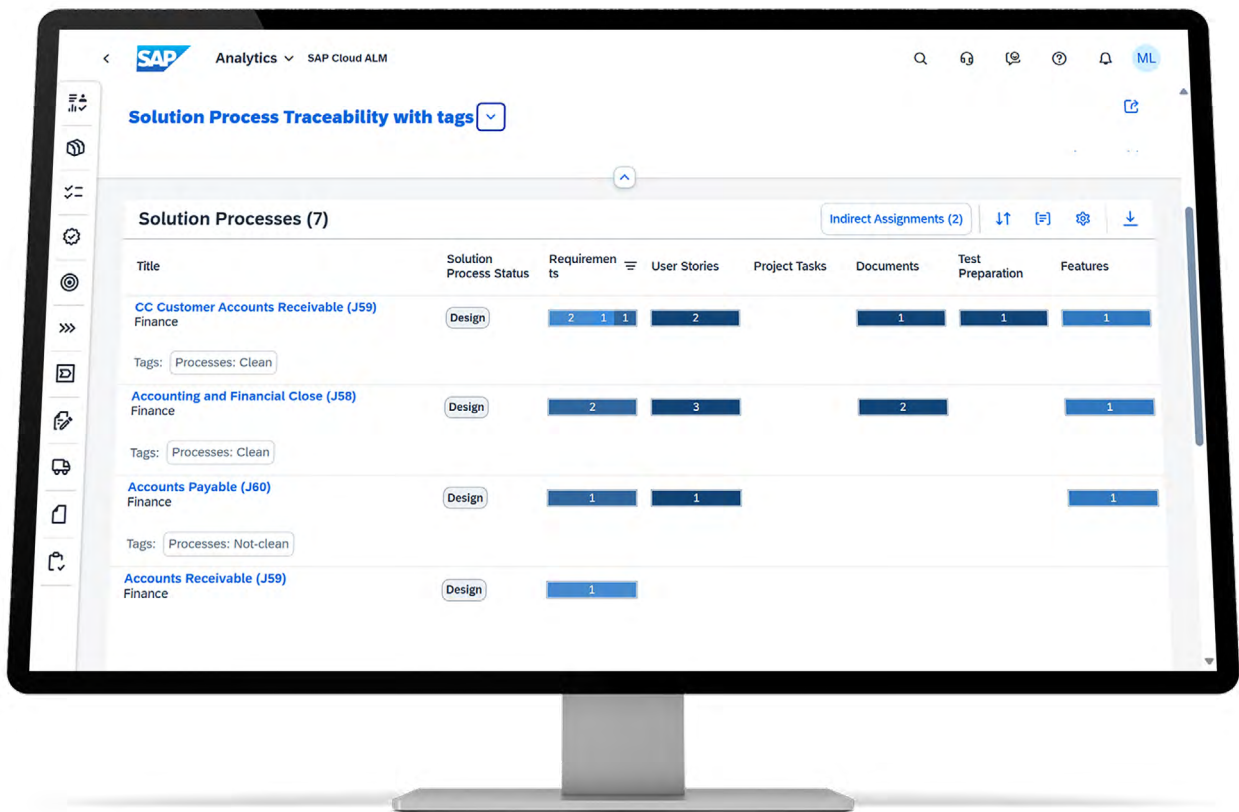 SAP Analytics SAP Cloud ALM ML
Solution Process Traceability with tags
Solution Processes (7) Indirect Assignments (2)
Title Solution Process Status Requiremen ts User Stories Project Tasks Documents Test Preparation Features
CC Customer Accounts Receivable (J59)
Finance Design 2 1 1 2 1 1 1
Tags: Processes: Clean
Accounting and Financial Close (J58)
Finance Design 2 3 2 1
Tags: Processes: Clean
Accounts Payable (J60)
Finance Design 1 1 1
Tags: Processes: Not-clean
Accounts Receivable (J59)
Finance Design 1